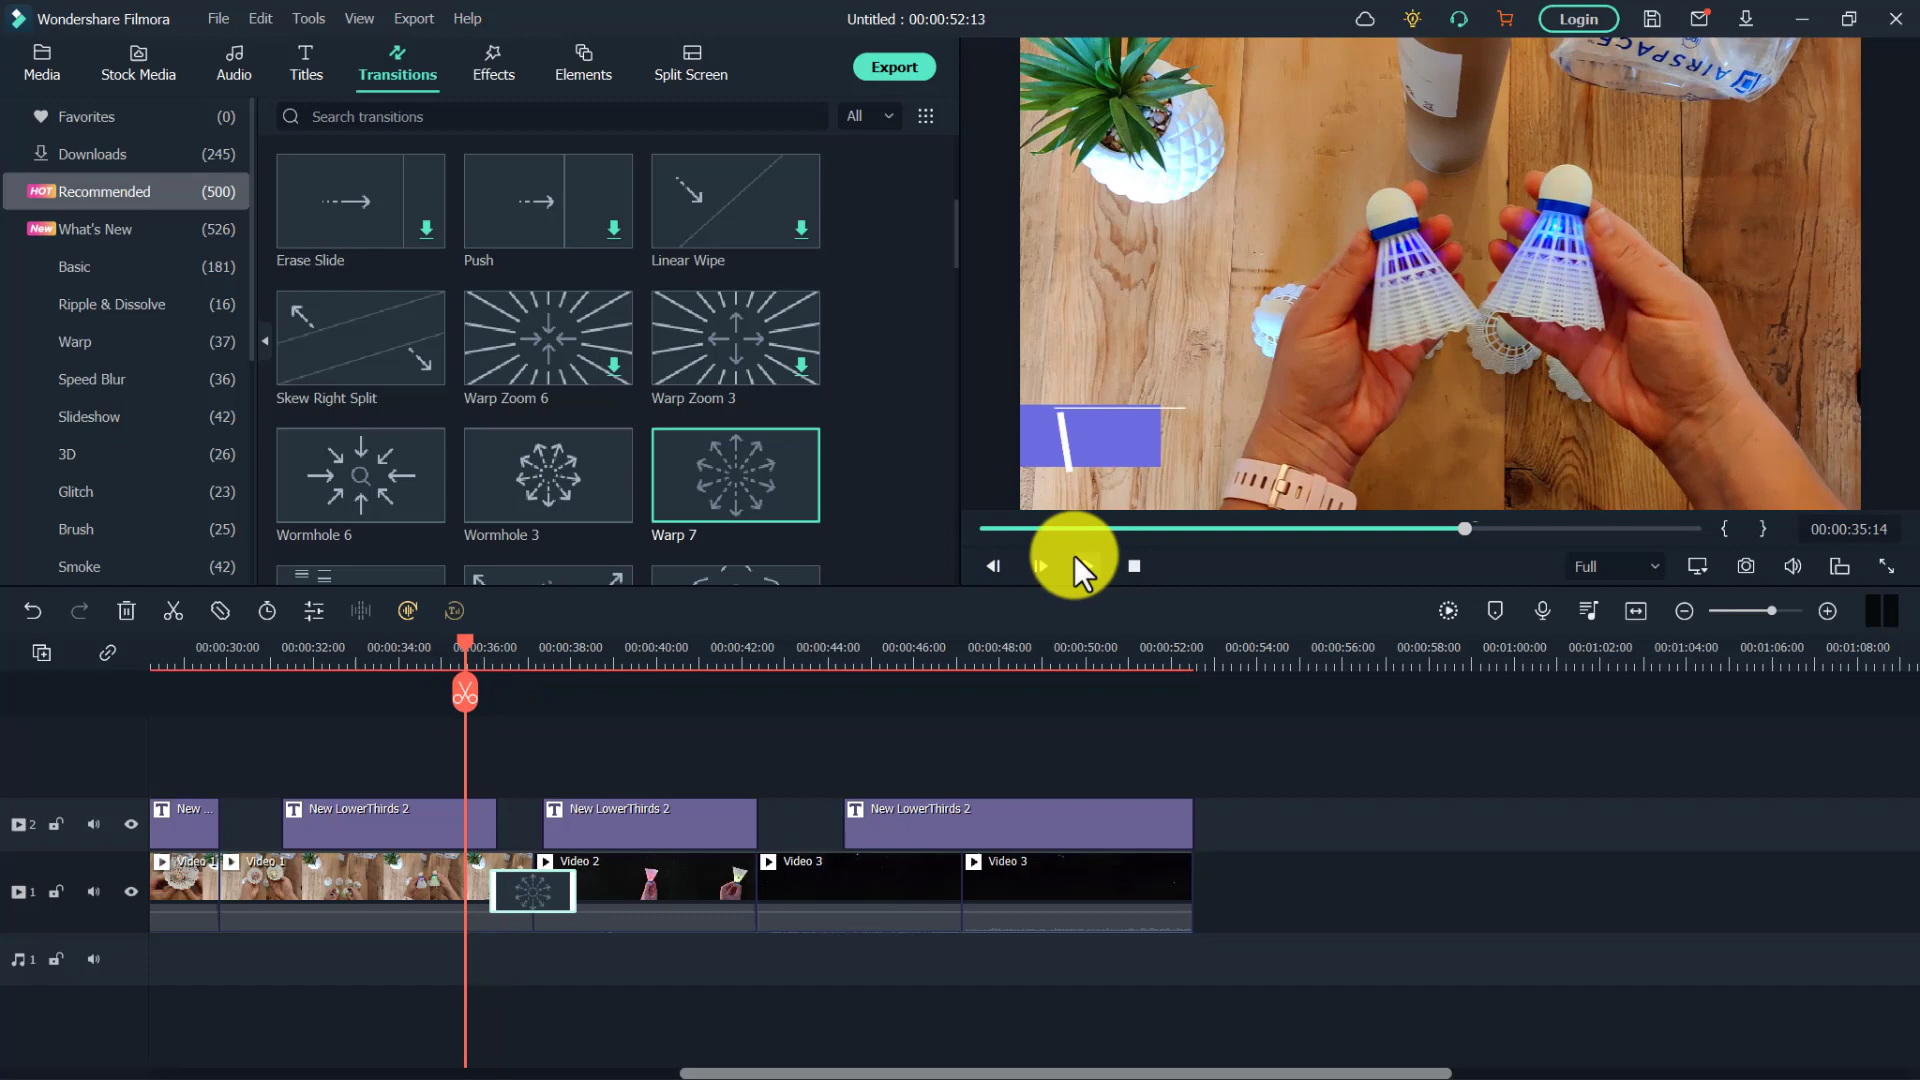 Wondershare Filmora
File
Edit
Tools
View
Export
Help
Untitled : 00:00:52:13
Login
Media
Stock Media
Audio
Titles
Transitions
Effects
Elements
Split Screen
Export
Favorites (0)
Downloads (245)
HOT Recommended (500)
New What's New (526)
Basic (181)
Ripple & Dissolve (16)
Warp (37)
Speed Blur (36)
Slideshow (42)
3D (26)
Glitch (23)
Brush (25)
Smoke (42)
Search transitions
All
Erase Slide
Push
Linear Wipe
Skew Right Split
Warp Zoom 6
Warp Zoom 3
Wormhole 6
Wormhole 3
Warp 7
AIRSPACE
{ }
00:00:35:14
Full
00:00:30:00
00:00:32:00
00:00:34:00
00:00:36:00
00:00:38:00
00:00:40:00
00:00:42:00
00:00:44:00
00:00:46:00
00:00:48:00
00:00:50:00
00:00:52:00
00:00:54:00
00:00:56:00
00:00:58:00
00:01:00:00
00:01:02:00
00:01:04:00
00:01:06:00
00:01:08:00
2
T New ...
T New LowerThirds 2
T New LowerThirds 2
T New LowerThirds 2
1
Video 1
Video 1
Video 2
Video 3
Video 3
1